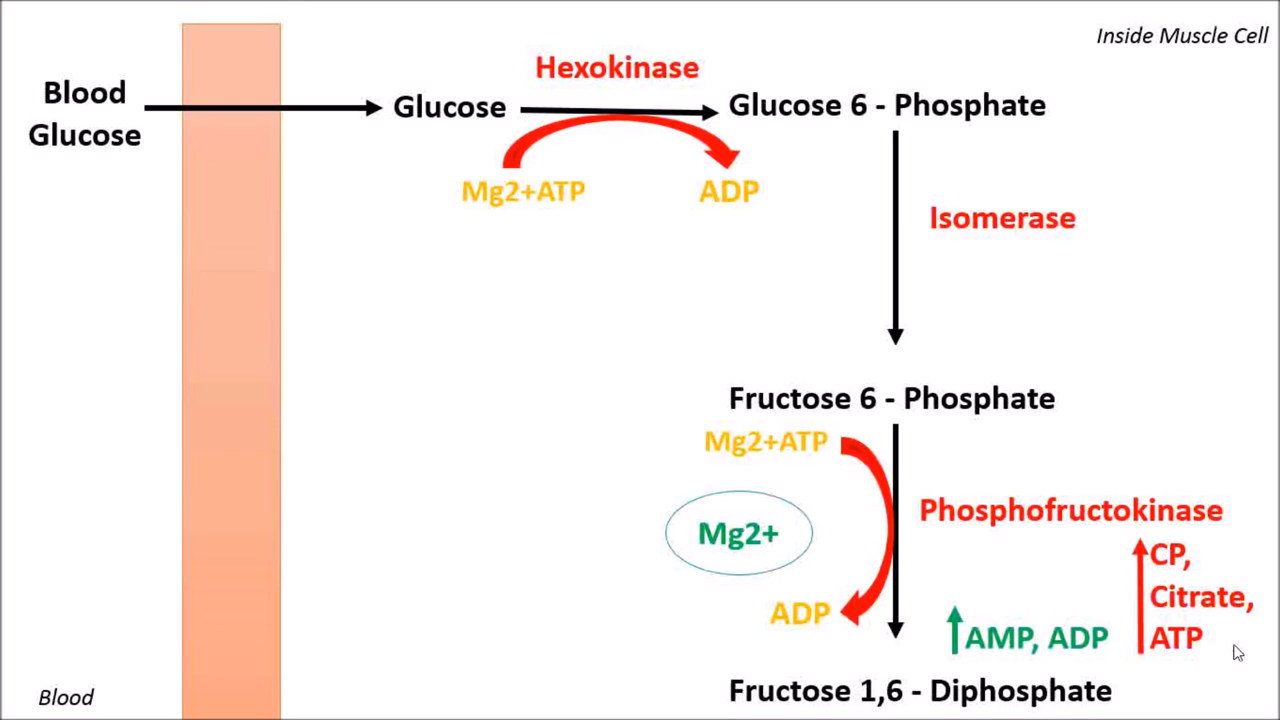 Inside Muscle Cell
Hexokinase
Blood
Glucose
Glucose
Glucose 6 - Phosphate
Mg2+ATP
ADP
Isomerase
Fructose 6 - Phosphate
Mg2+ATP
Phosphofructokinase
Mg2+
CP,
Citrate,
ATP
ADP
AMP, ADP
Fructose 1,6 - Diphosphate
Blood